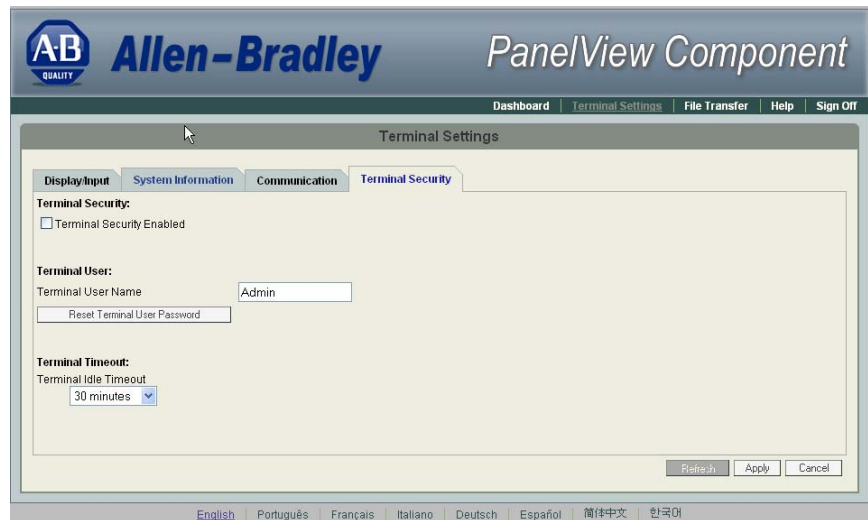 A·B
QUALITY
Allen-Bradley
PanelView Component
Dashboard | Terminal Settings | File Transfer | Help | Sign Off
Terminal Settings
Display/Input System Information Communication Terminal Security
Terminal Security:
Terminal Security Enabled
Terminal User:
Terminal User Name Admin
Reset Terminal User Password
Terminal Timeout:
Terminal Idle Timeout
30 minutes
Refresh Apply Cancel
English | Português | Français | Italiano | Deutsch | Español | 简体中文 | 한국어